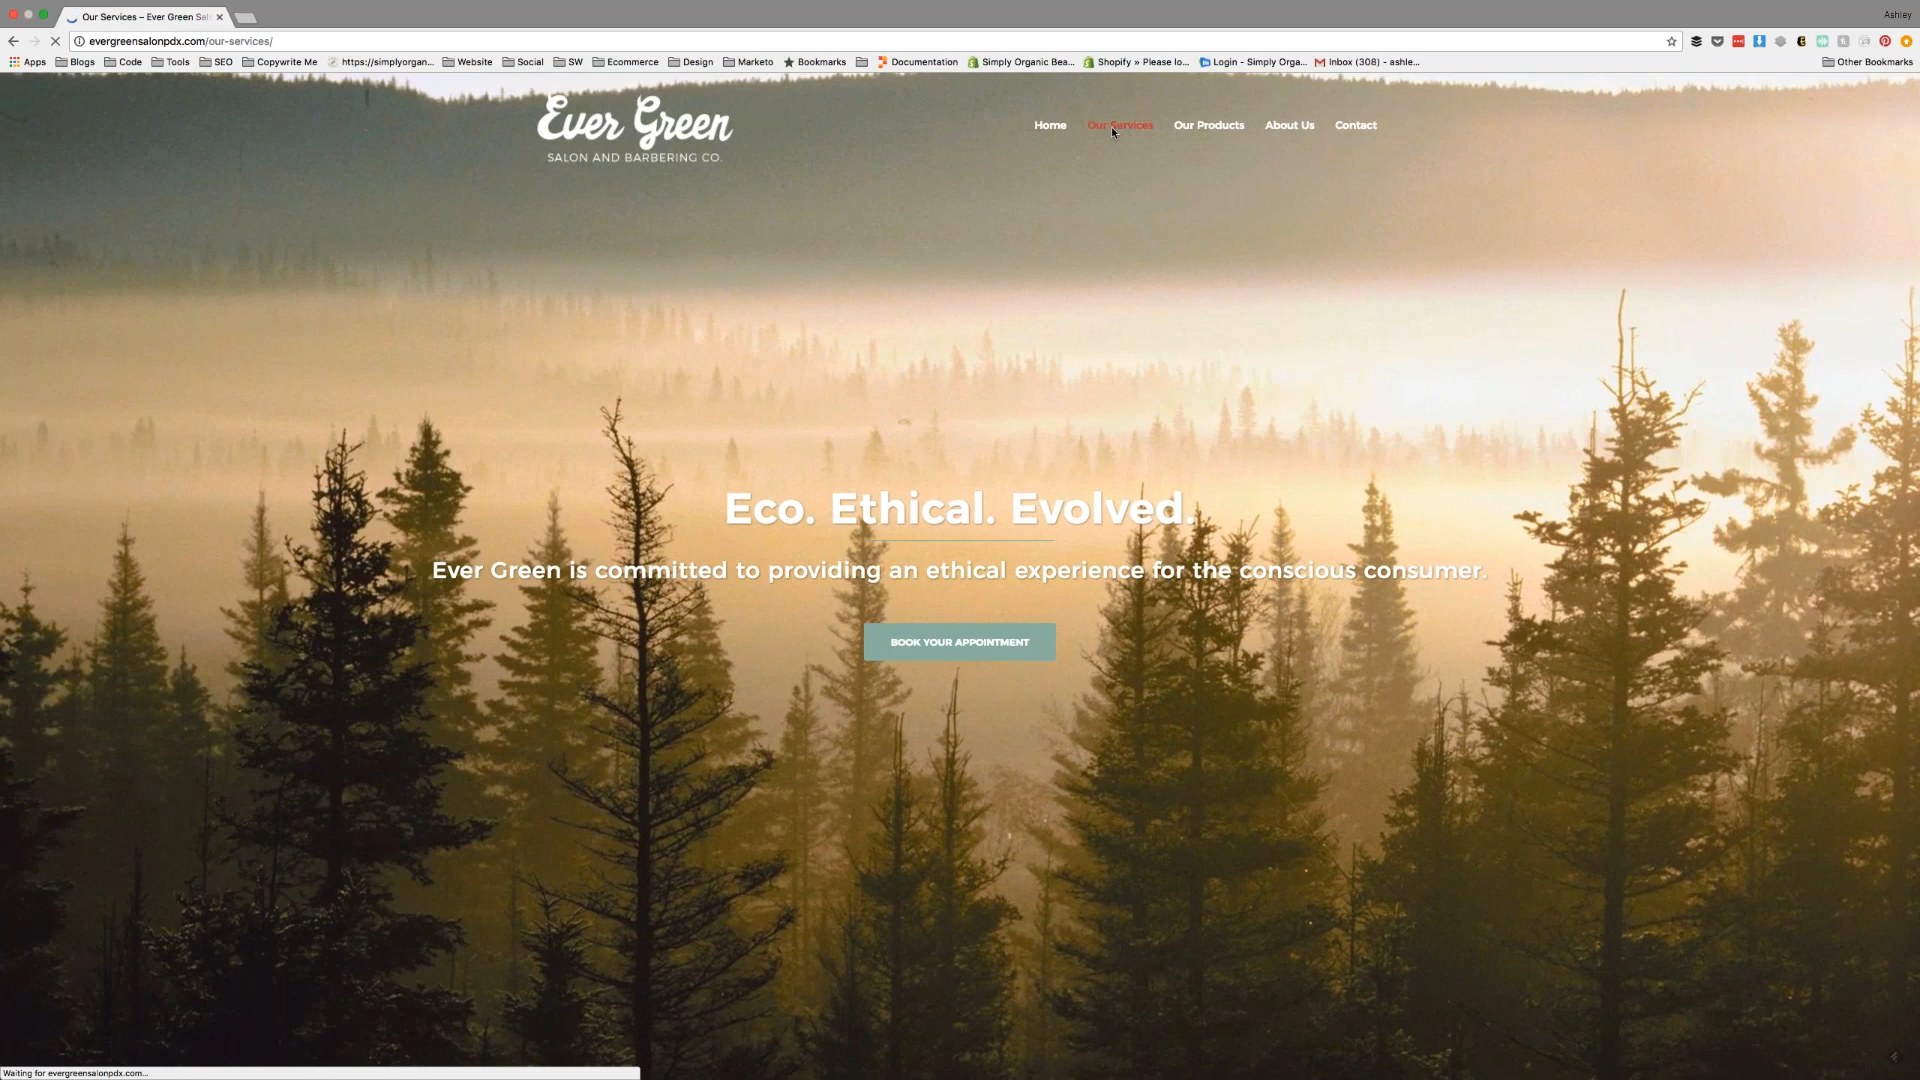 Our Services – Ever Green Sal
Ashley
evergreensalonpdx.com/our-services/
Apps Blogs Code Tools SEO Copywrite Me https://simplyorgan... Website Social SW Ecommerce Design Marketo Bookmarks Documentation Simply Organic Bea... Shopify » Please lo... Login - Simply Orga... Inbox (308) - ashle... Other Bookmarks
Ever Green
SALON AND BARBERING CO.
Home Our Services Our Products About Us Contact
Eco. Ethical. Evolved.
Ever Green is committed to providing an ethical experience for the conscious consumer.
BOOK YOUR APPOINTMENT
Waiting for evergreensalonpdx.com...